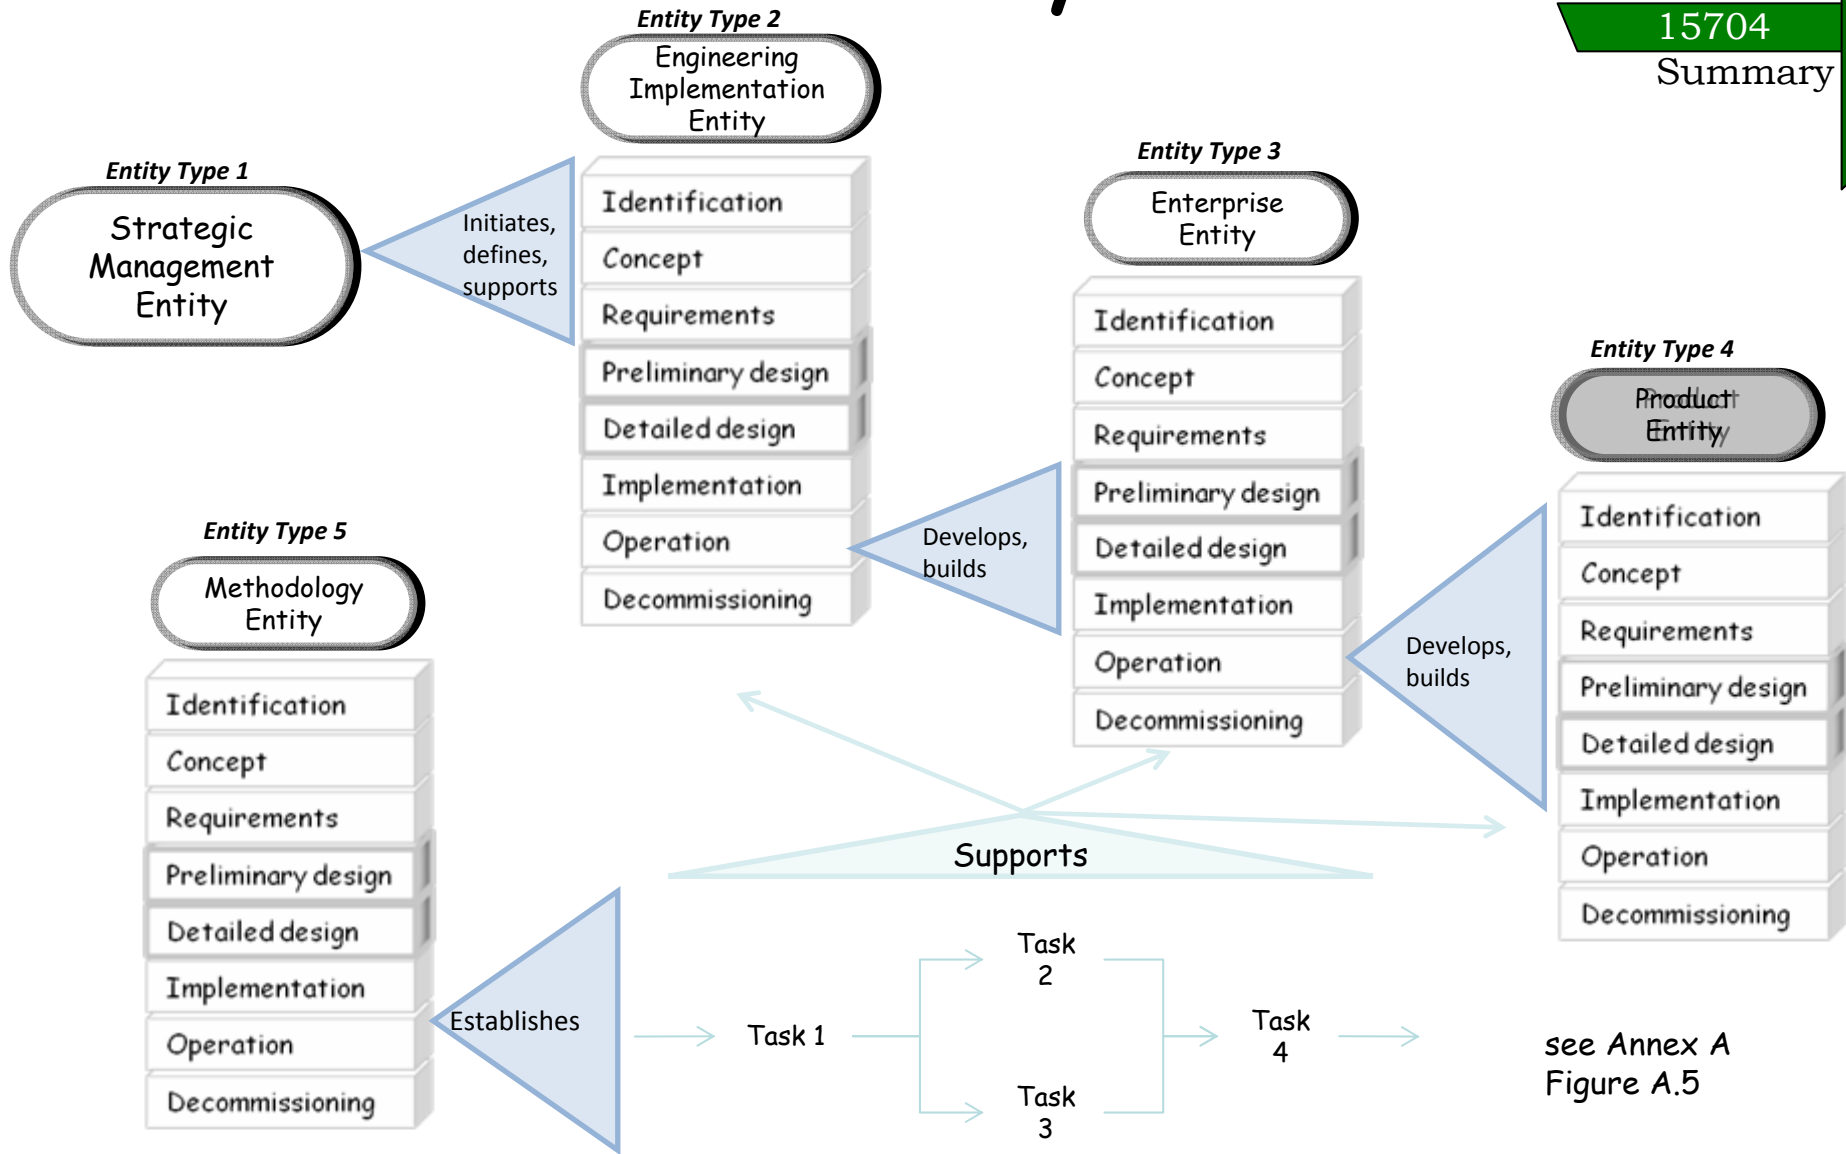 15704
Summary
Entity Type 1
Strategic
Management
Entity
Initiates,
defines,
supports
Entity Type 2
Engineering
Implementation
Entity
Identification
Concept
Requirements
Preliminary design
Detailed design
Implementation
Operation
Decommissioning
Develops,
builds
Entity Type 3
Enterprise
Entity
Identification
Concept
Requirements
Preliminary design
Detailed design
Implementation
Operation
Decommissioning
Develops,
builds
Entity Type 4
Product
Entity
Identification
Concept
Requirements
Preliminary design
Detailed design
Implementation
Operation
Decommissioning
Entity Type 5
Methodology
Entity
Identification
Concept
Requirements
Preliminary design
Detailed design
Implementation
Operation
Decommissioning
Establishes
Supports
Task 1
Task
2
Task
3
Task
4
see Annex A
Figure A.5